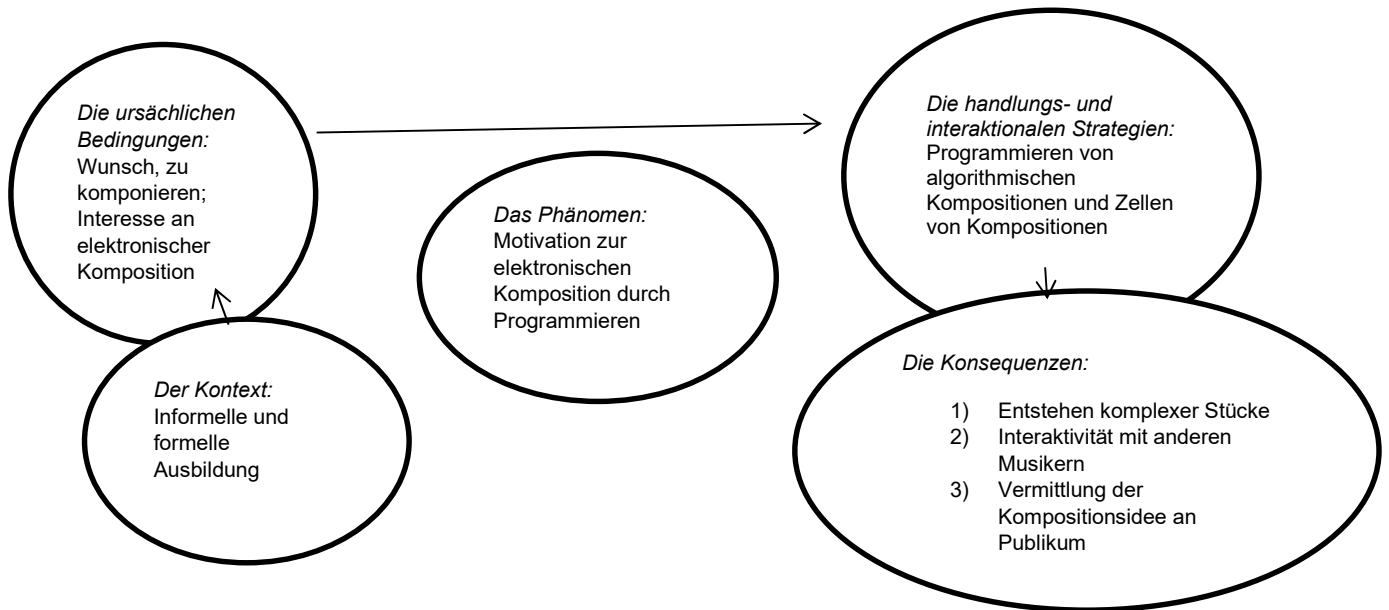 Die ursächlichen
Bedingungen:
Wunsch, zu
komponieren;
Interesse an
elektronischer
Komposition
Der Kontext:
Informelle und
formelle
Ausbildung
Das Phänomen:
Motivation zur
elektronischen
Komposition durch
Programmieren
Die handlungs- und
interaktionalen Strategien:
Programmieren von
algorithmischen
Kompositionen und Zellen
von Kompositionen
Die Konsequenzen:
1) Entstehen komplexer Stücke
2) Interaktivität mit anderen
Musikern
3) Vermittlung der
Kompositionsidee an
Publikum